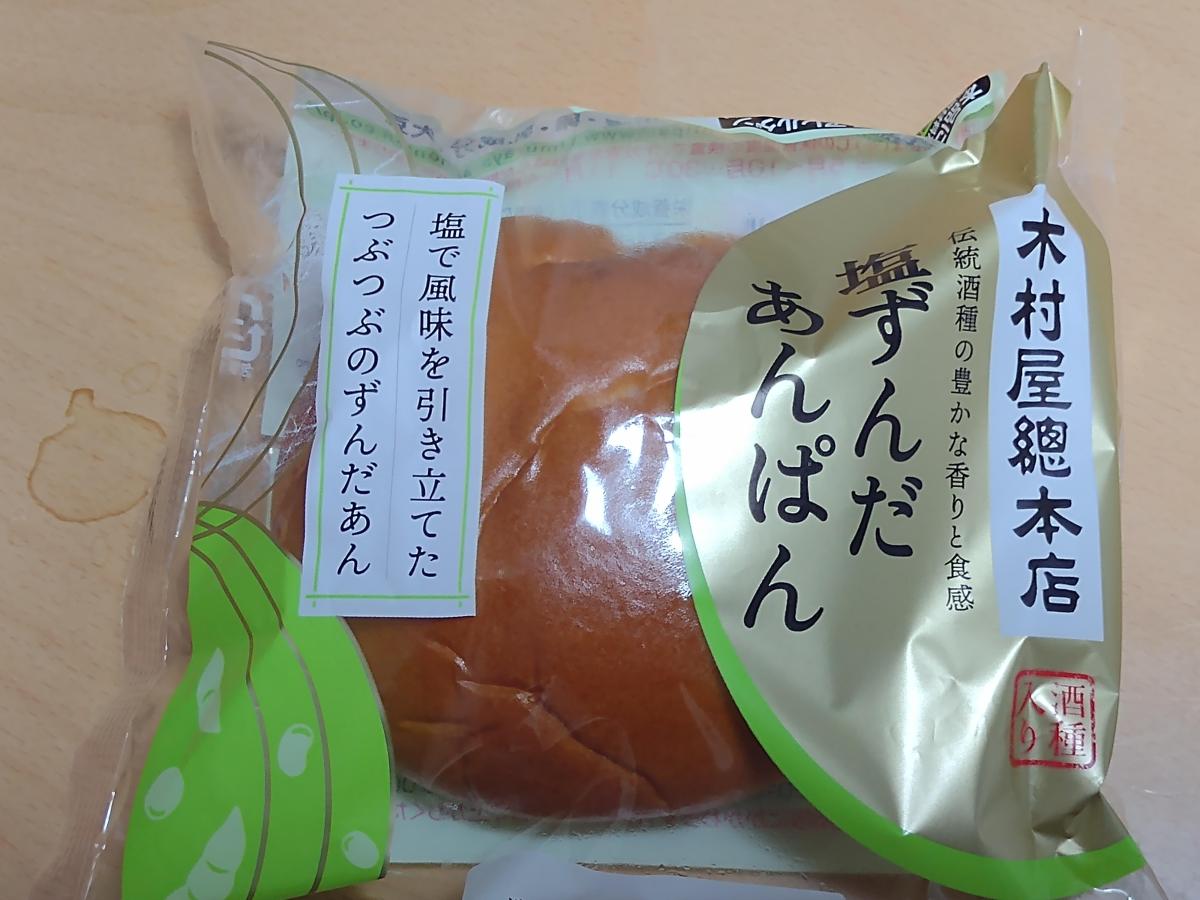 木村屋總本店
伝統酒種の豊かな香りと食感
塩ずんだ
あんぱん
酒種
入り
塩で風味を引き立てた
つぶつぶのずんだあん